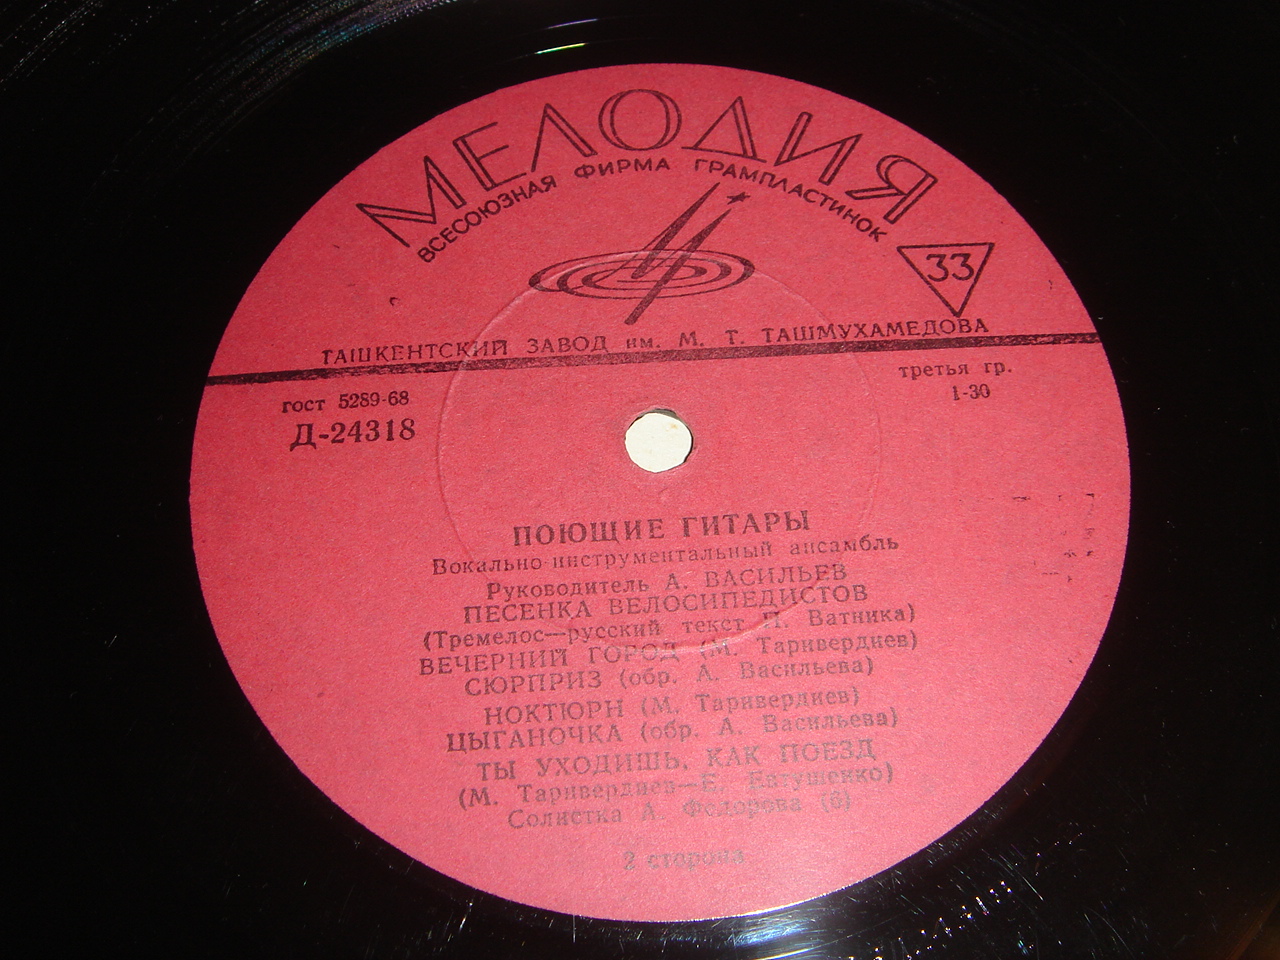 МЕЛОДИЯ
ВСЕСОЮЗНАЯ ФИРМА ГРАМПЛАСТИНОК
33
ТАШКЕНТСКИЙ ЗАВОД им. М. Т. ТАШМУХАМЕДОВА
гост 5289-68
Д-24318
третья гр.
1-30
ПОЮЩИЕ ГИТАРЫ
Вокально-инструментальный ансамбль
Руководитель А. ВАСИЛЬЕВ
ПЕСЕНКА ВЕЛОСИПЕДИСТОВ
(Тремелос—русский текст П. Ватника)
ВЕЧЕРНИЙ ГОРОД (М. Таривердиев)
СЮРПРИЗ (обр. А. Васильева)
НОКТЮРН (М. Таривердиев)
ЦЫГАНОЧКА (обр. А. Васильева)
ТЫ УХОДИШЬ, КАК ПОЕЗД
(М. Таривердиев—Е. Евтушенко)
Солистка А. Федорова (6)
2 сторона